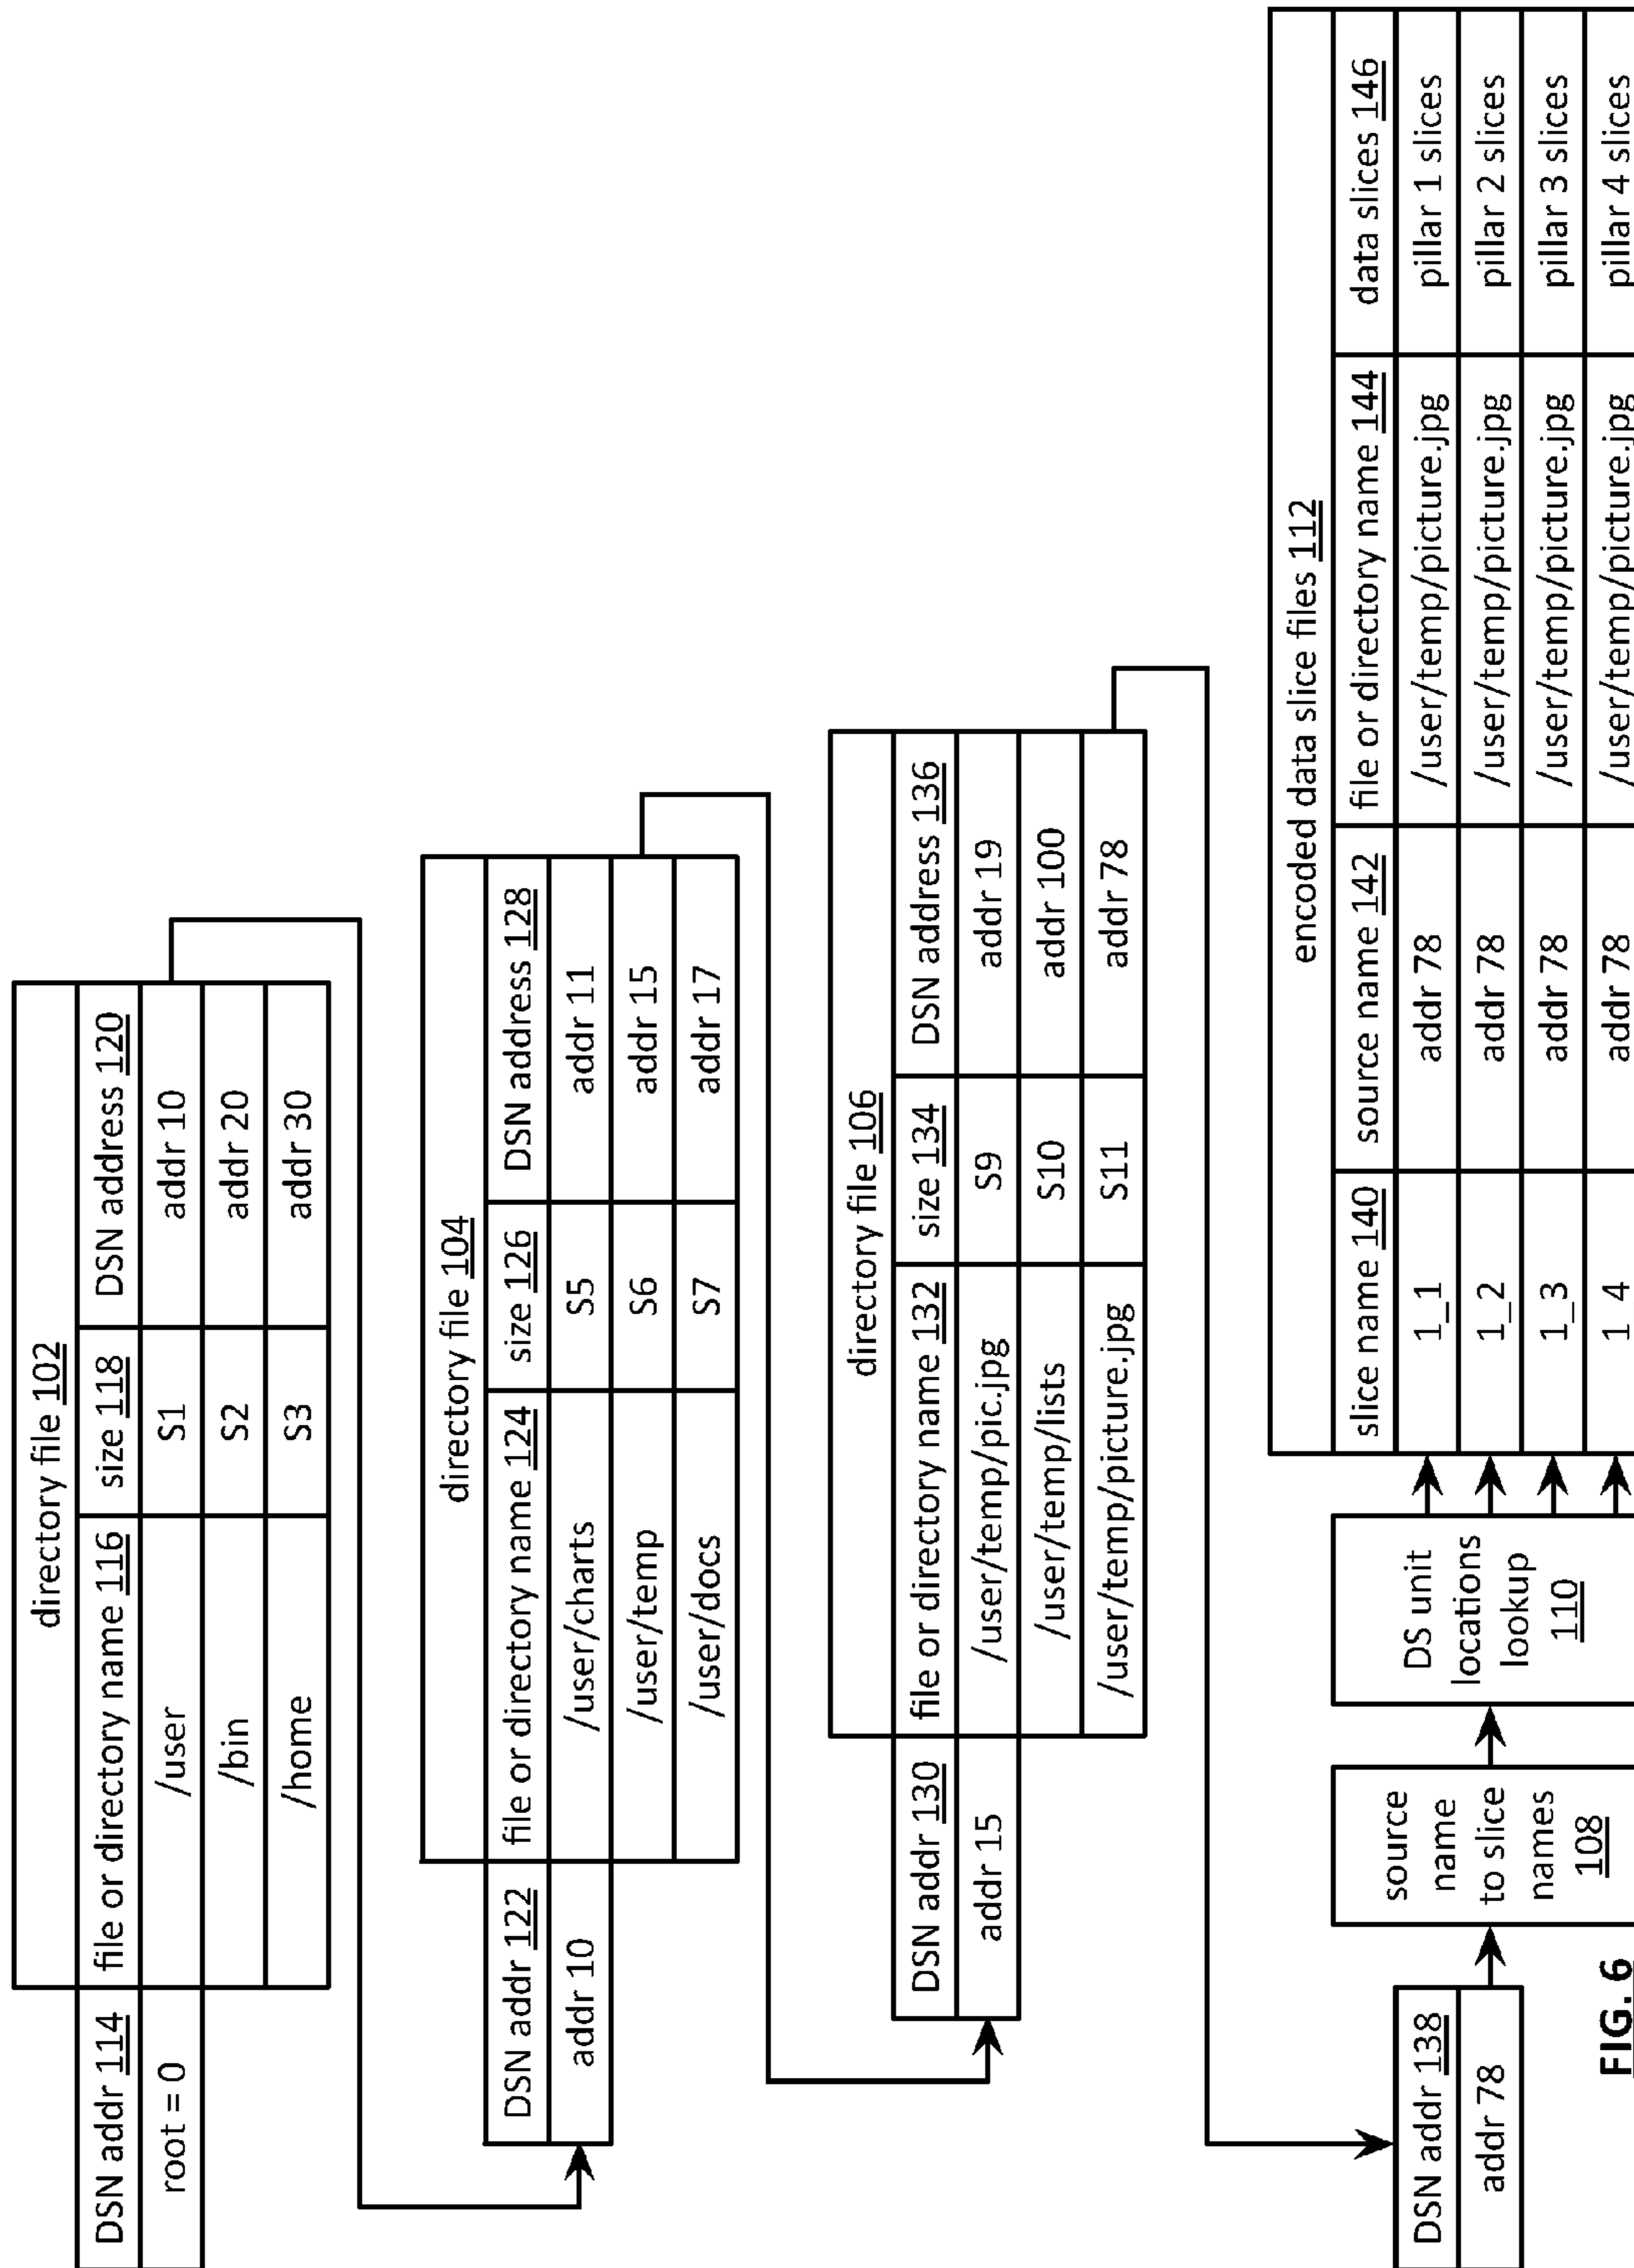 directory file 102
DSN addr 114 file or directory name 116 size 118 DSN address 120
root = 0 /user S1 addr 10
/bin S2 addr 20
/home S3 addr 30
directory file 104
DSN addr 122 file or directory name 124 size 126 DSN address 128
addr 10 /user/charts S5 addr 11
/user/temp S6 addr 15
/user/docs S7 addr 17
directory file 106
DSN addr 130 file or directory name 132 size 134 DSN address 136
addr 15 /user/temp/pic.jpg S9 addr 19
/user/temp/lists S10 addr 100
/user/temp/picture.jpg S11 addr 78
DSN addr 138
addr 78
source
name
to slice
names
108
DS unit
locations
lookup
110
encoded data slice files 112
slice name 140 source name 142 file or directory name 144 data slices 146
1_1 addr 78 /user/temp/picture.jpg pillar 1 slices
1_2 addr 78 /user/temp/picture.jpg pillar 2 slices
1_3 addr 78 /user/temp/picture.jpg pillar 3 slices
1_4 addr 78 /user/temp/picture.jpg pillar 4 slices
FIG. 6